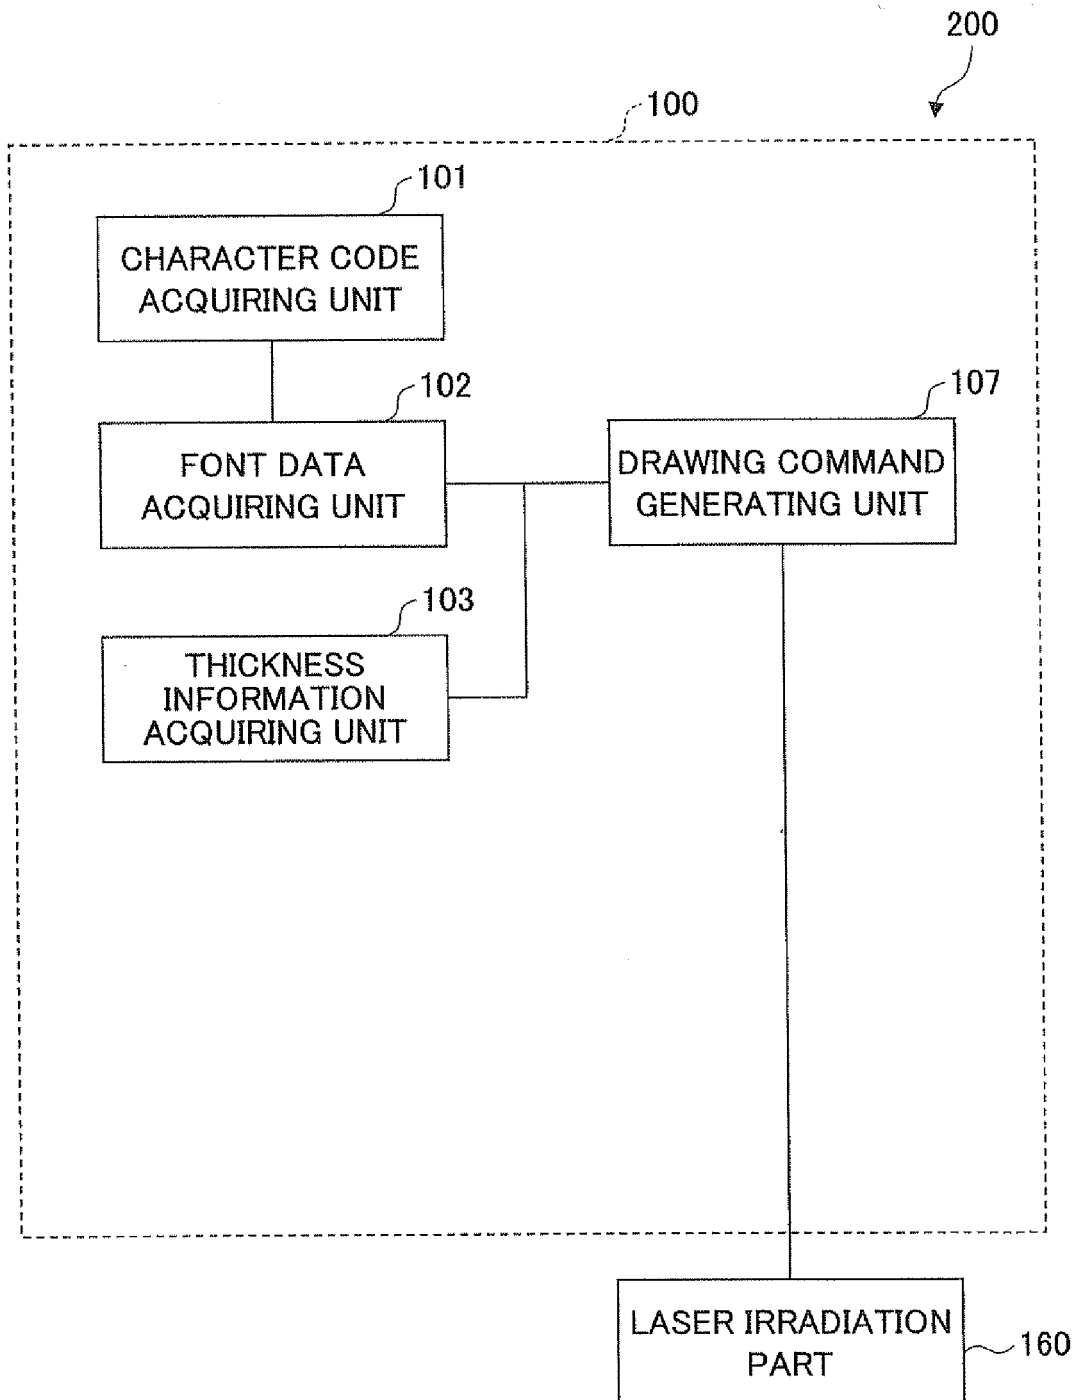 200
100
101
CHARACTER CODE
ACQUIRING UNIT
102
FONT DATA
ACQUIRING UNIT
107
DRAWING COMMAND
GENERATING UNIT
103
THICKNESS
INFORMATION
ACQUIRING UNIT
LASER IRRADIATION
PART
160